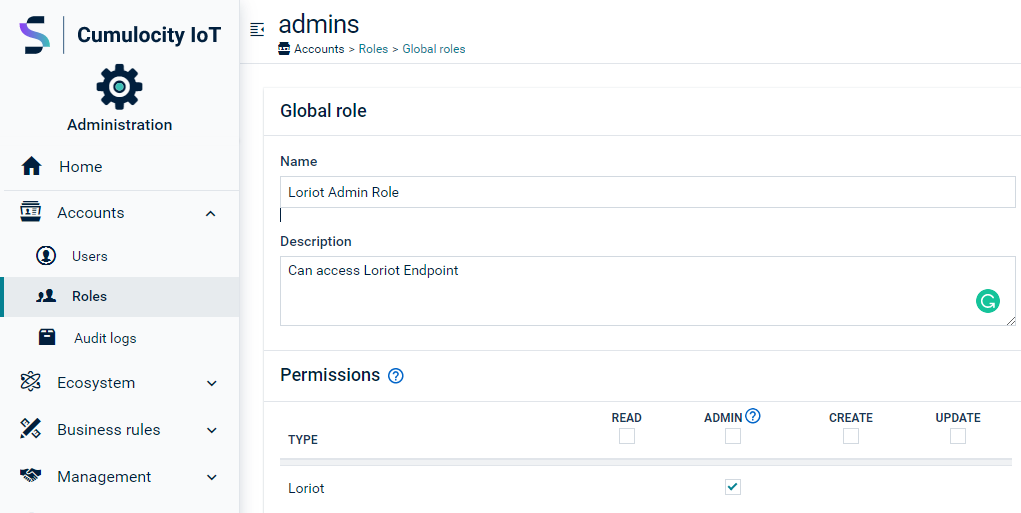 Cumulocity IoT
Administration
Home
Accounts
Users
Roles
Audit logs
Ecosystem
Business rules
Management
admins
Accounts > Roles > Global roles
Global role
Name
Loriot Admin Role
Description
Can access Loriot Endpoint
Permissions ?
READ ADMIN ? CREATE UPDATE
TYPE
Loriot